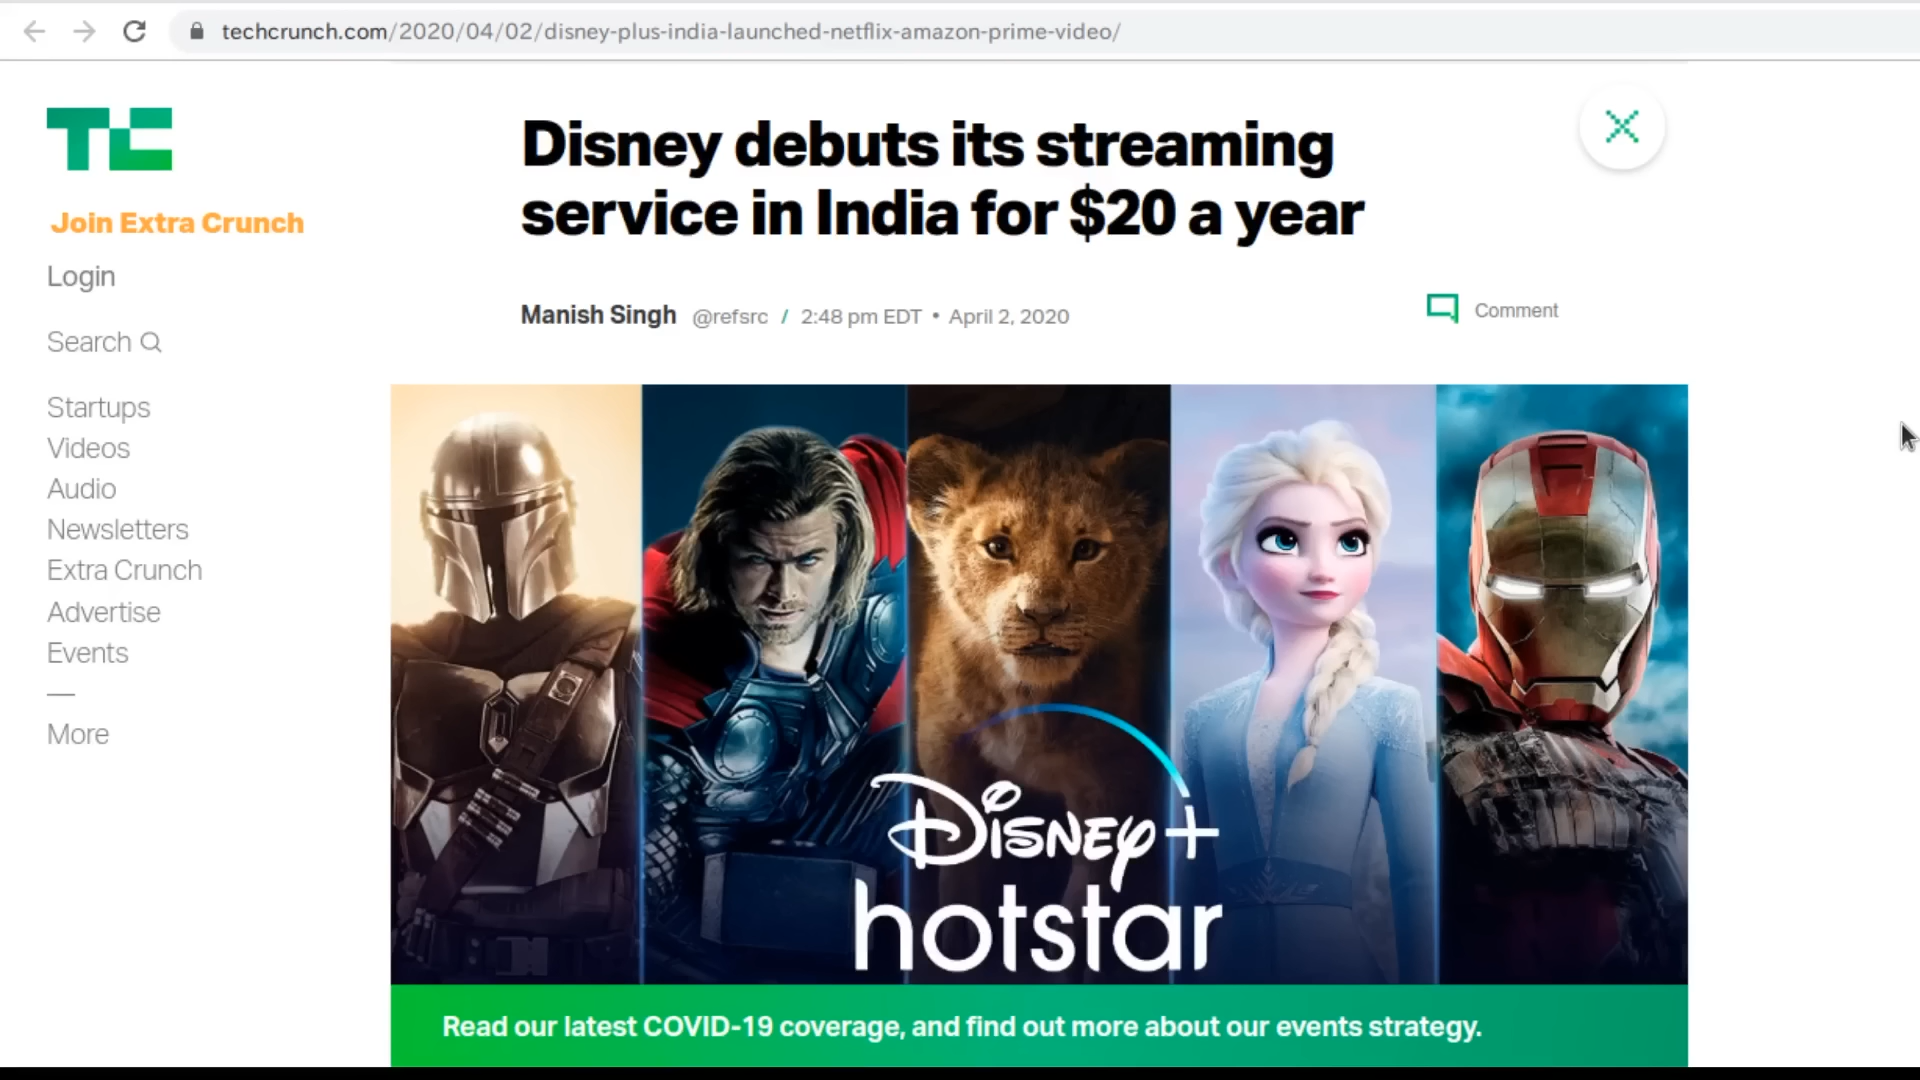 techcrunch.com/2020/04/02/disney-plus-india-launched-netflix-amazon-prime-video/
TC
Join Extra Crunch
Login
Search
Startups
Videos
Audio
Newsletters
Extra Crunch
Advertise
Events
More
Disney debuts its streaming
service in India for $20 a year
Manish Singh @refsrc / 2:48 pm EDT • April 2, 2020
Comment
Disney+
hotstar
Read our latest COVID-19 coverage, and find out more about our events strategy.